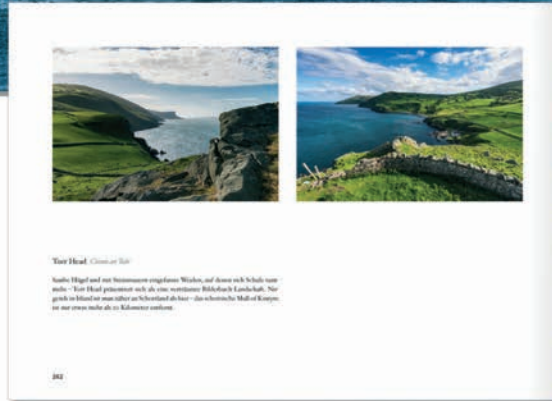 Torr Head
Sanfte Hügel und mit Steinmauern eingefasste Weiden, auf denen sich Schafe tum-
meln – Torr Head präsentiert sich als eine verträumte Bilderbuch Landschaft. Nir-
gends in Irland ist man näher an Schottland als hier – das schottische Mull of Kintyre
ist nur etwas mehr als 20 Kilometer entfernt.
202